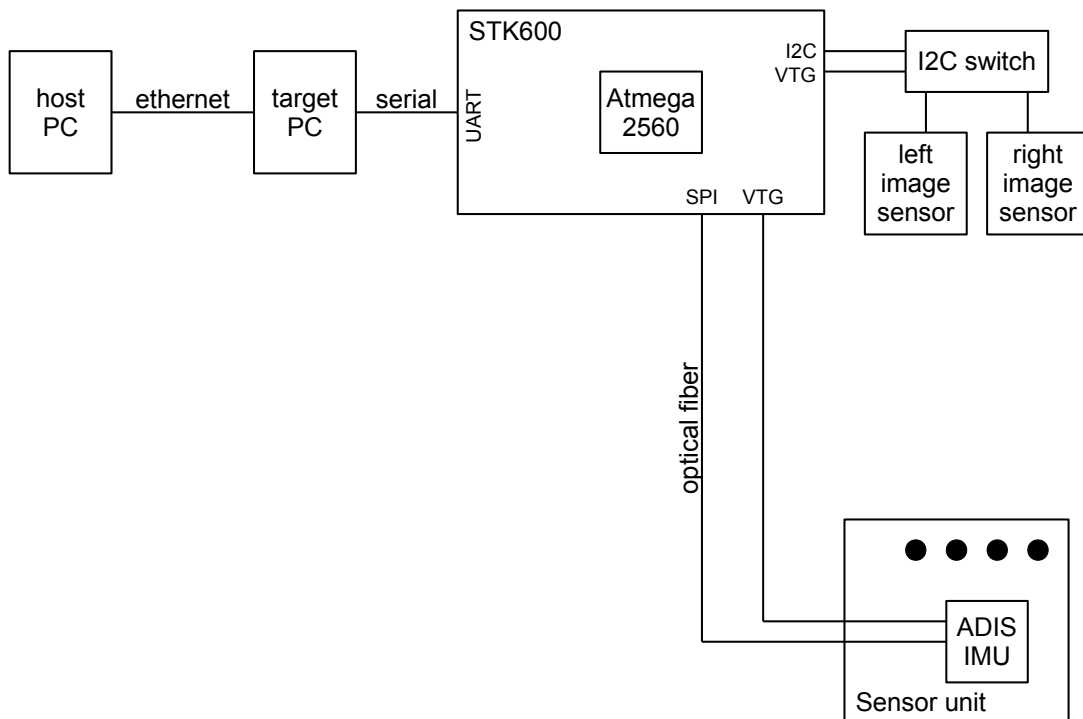 STK600
I2C
VTG
I2C switch
host
PC
ethernet
target
PC
serial
UART
Atmega
2560
left
image
sensor
right
image
sensor
SPI
VTG
optical fiber
ADIS
IMU
Sensor unit